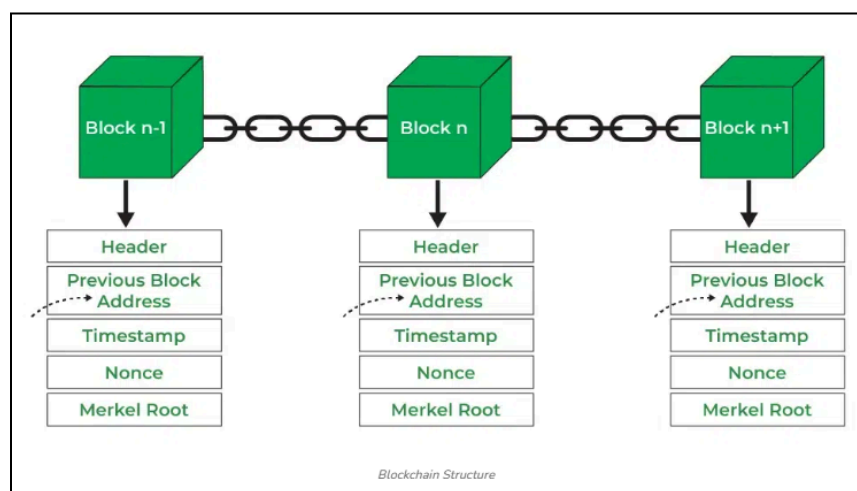 Block n-1
Block n
Block n+1
Header
Previous Block
Address
Timestamp
Nonce
Merkel Root
Header
Previous Block
Address
Timestamp
Nonce
Merkel Root
Header
Previous Block
Address
Timestamp
Nonce
Merkel Root
Blockchain Structure